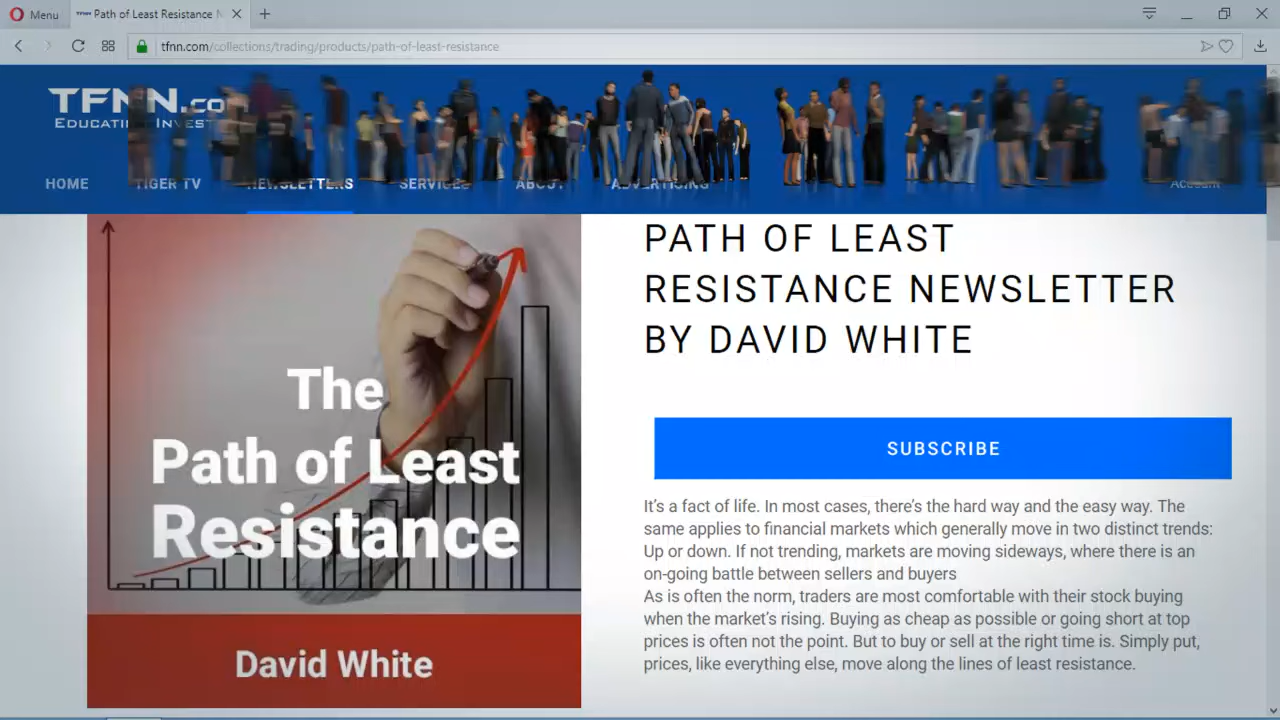 Menu
Path of Least Resistance N
tfnn.com/collections/trading/products/path-of-least-resistance
TFNN.co
HOME TIGER TV NEWSLETTERS SERVICES ABOUT ADVERTISING Account
PATH OF LEAST
RESISTANCE NEWSLETTER
BY DAVID WHITE
The
Path of Least
Resistance
David White
SUBSCRIBE
It's a fact of life. In most cases, there's the hard way and the easy way. The
same applies to financial markets which generally move in two distinct trends:
Up or down. If not trending, markets are moving sideways, where there is an
on-going battle between sellers and buyers
As is often the norm, traders are most comfortable with their stock buying
when the market's rising. Buying as cheap as possible or going short at top
prices is often not the point. But to buy or sell at the right time is. Simply put,
prices, like everything else, move along the lines of least resistance.